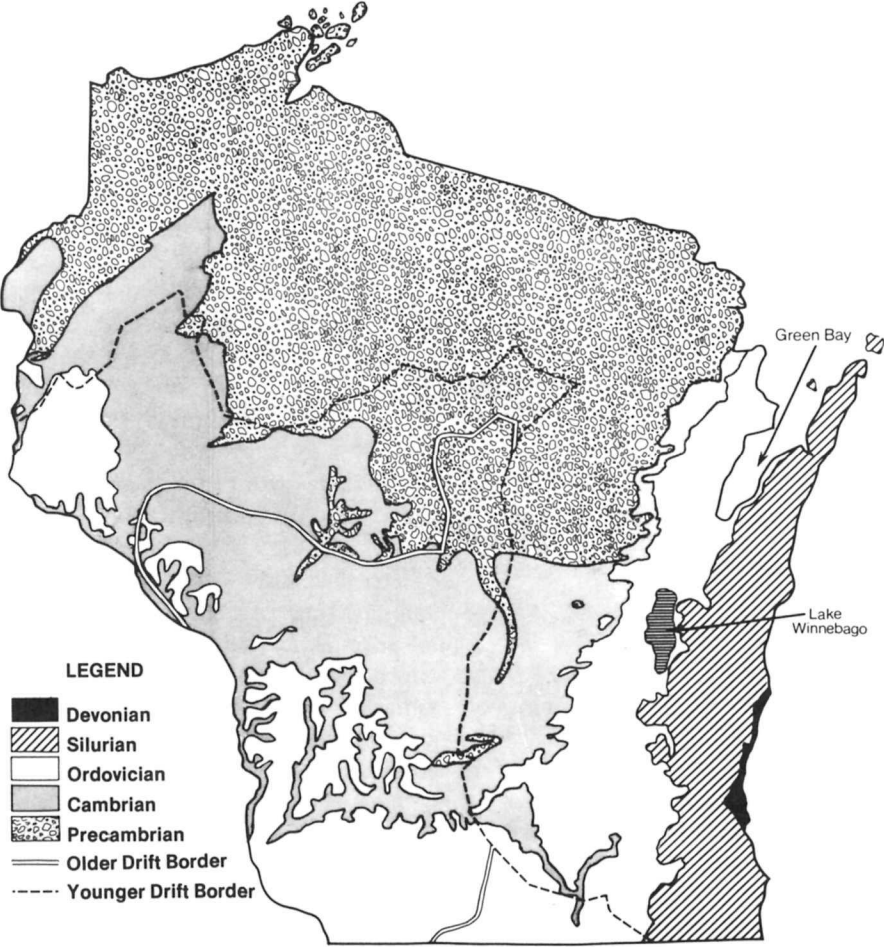 Green Bay
Lake
Winnebago
LEGEND
Devonian
Silurian
Ordovician
Cambrian
Precambrian
Older Drift Border
Younger Drift Border